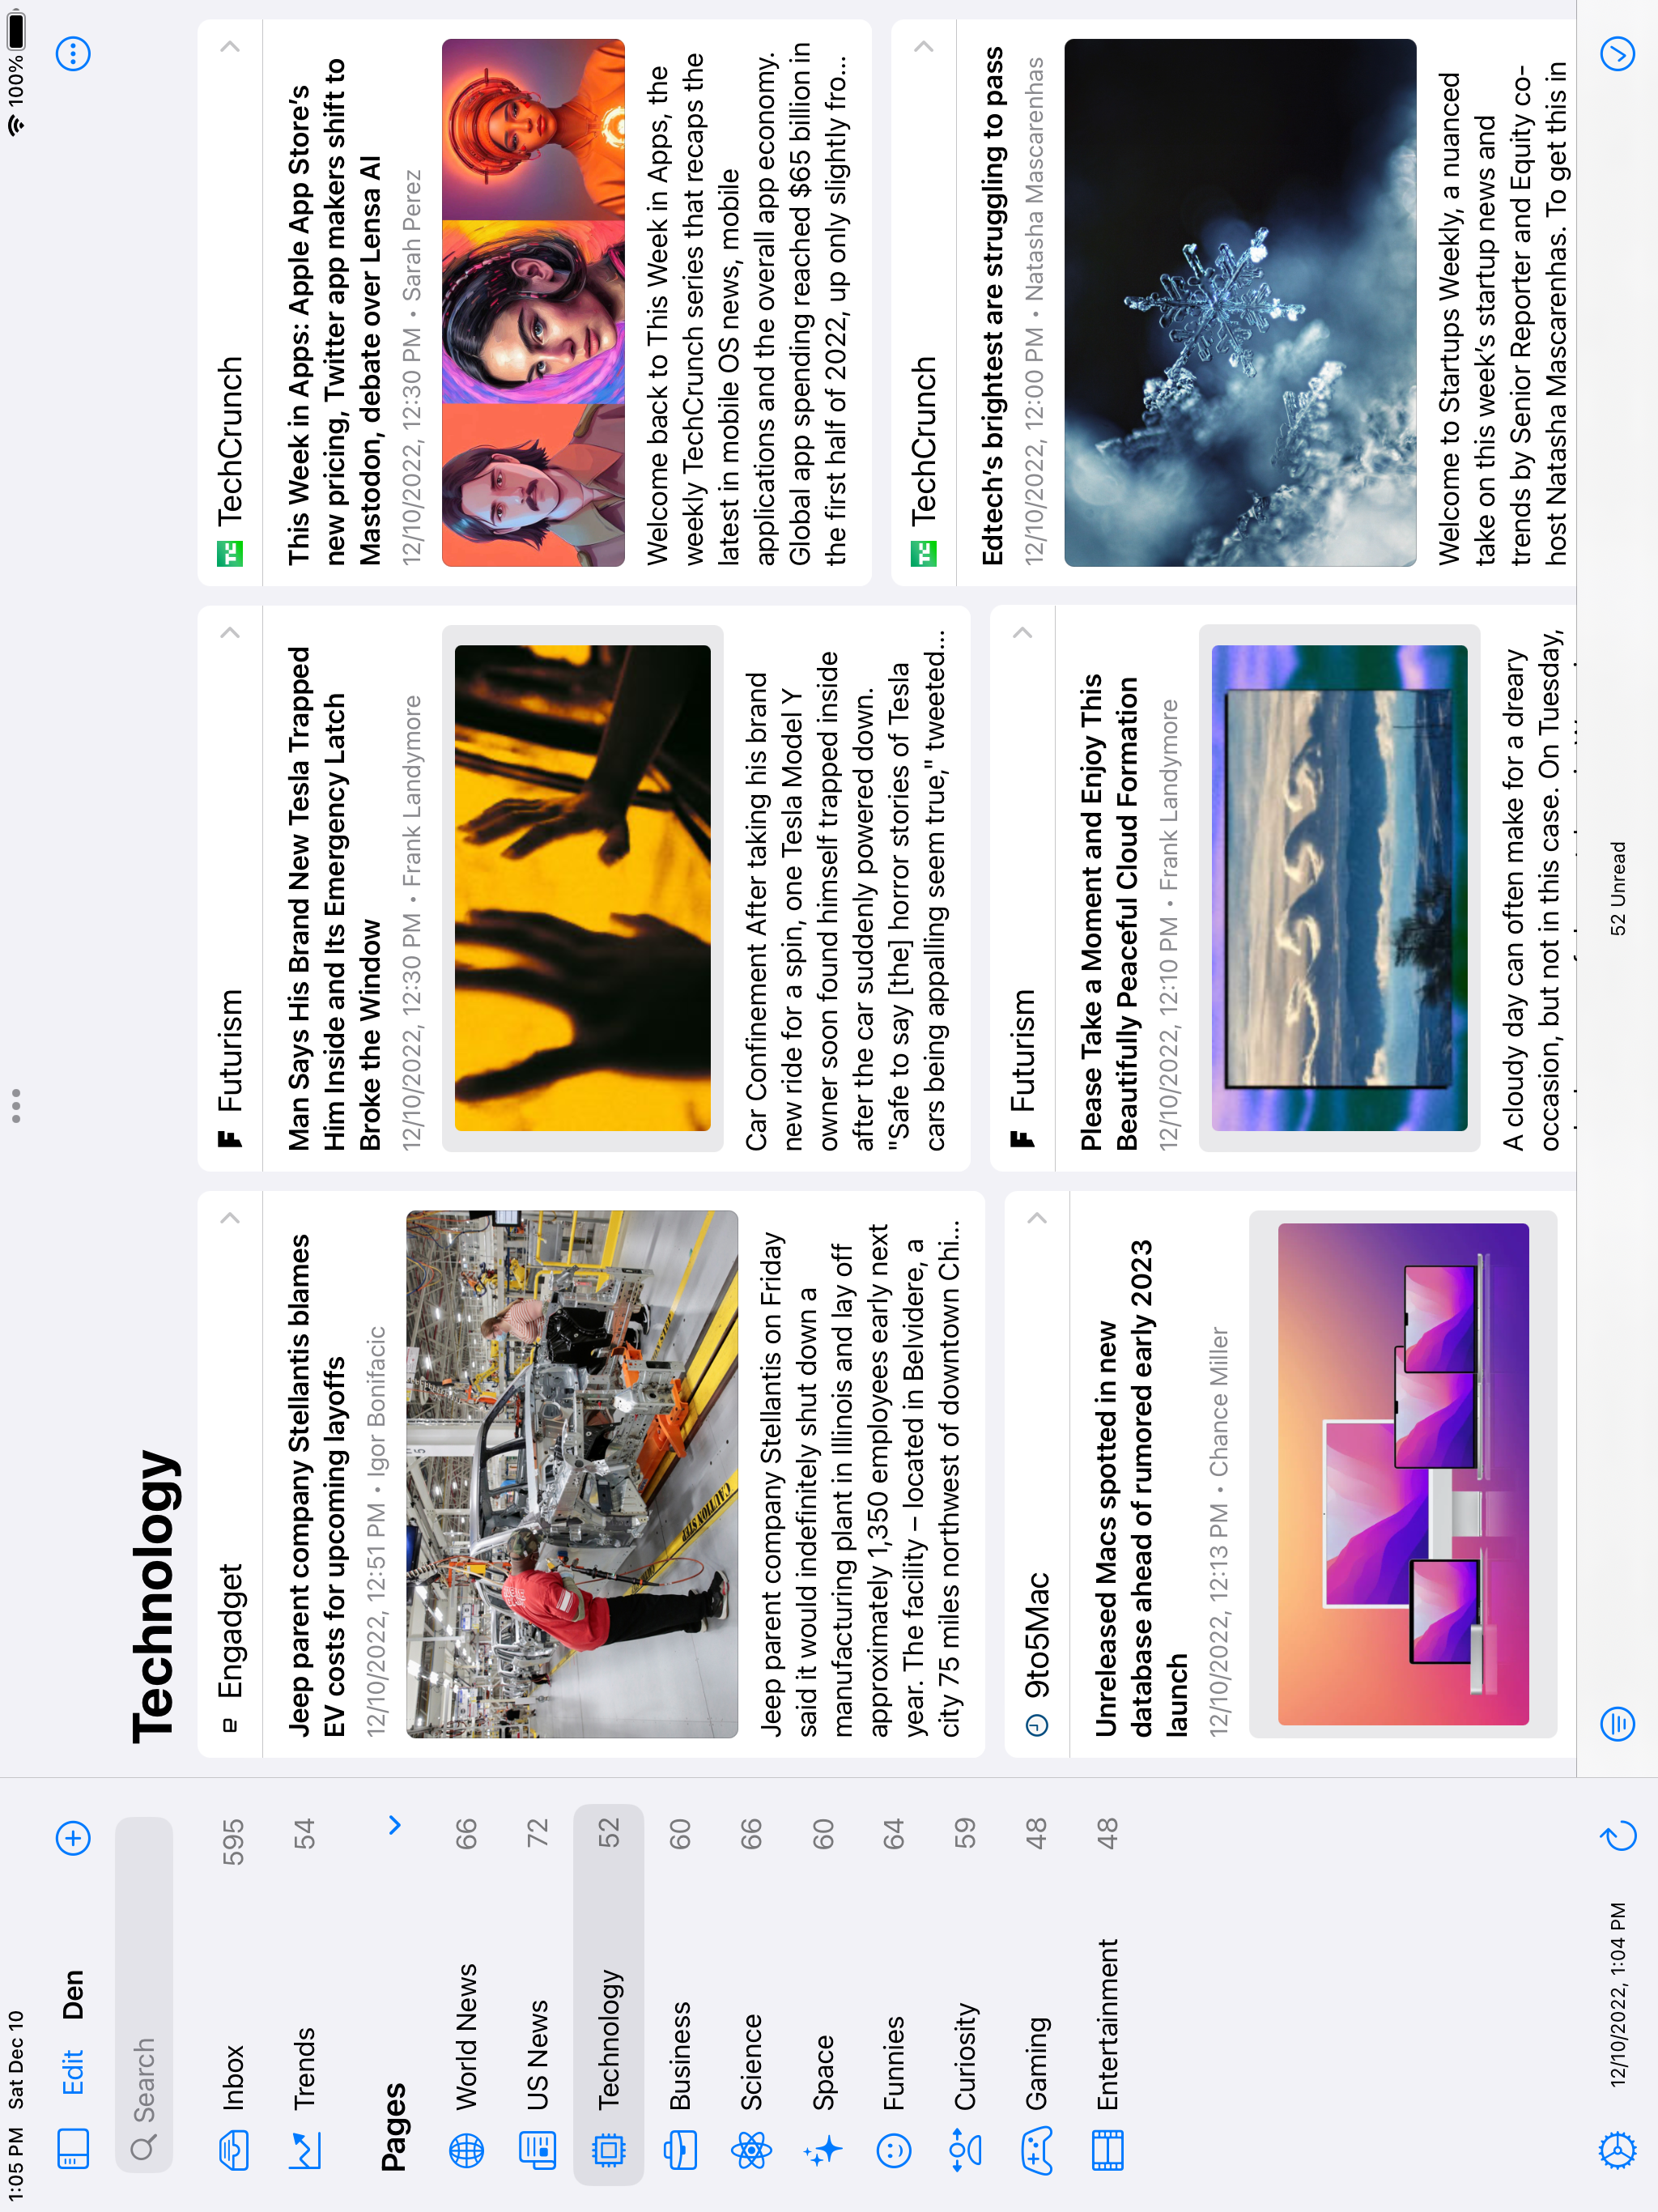 1:05 PM Sat Dec 10
100%
Edit Den
Search
Inbox 595
Trends 54
Pages
World News 66
US News 72
Technology 52
Business 60
Science 66
Space 60
Funnies 64
Curiosity 59
Gaming 48
Entertainment 48
12/10/2022, 1:04 PM
Technology
Engadget
Jeep parent company Stellantis blames
EV costs for upcoming layoffs
12/10/2022, 12:51 PM • Igor Bonifacic
CAUTION
STEP
Jeep parent company Stellantis on Friday
said it would indefinitely shut down a
manufacturing plant in Illinois and lay off
approximately 1,350 employees early next
year. The facility – located in Belvidere, a
city 75 miles northwest of downtown Chi...
9to5Mac
Unreleased Macs spotted in new
database ahead of rumored early 2023
launch
12/10/2022, 12:13 PM • Chance Miller
F Futurism
Man Says His Brand New Tesla Trapped
Him Inside and Its Emergency Latch
Broke the Window
12/10/2022, 12:30 PM • Frank Landymore
Car Confinement After taking his brand
new ride for a spin, one Tesla Model Y
owner soon found himself trapped inside
after the car suddenly powered down.
"Safe to say [the] horror stories of Tesla
cars being appalling seem true," tweeted...
F Futurism
Please Take a Moment and Enjoy This
Beautifully Peaceful Cloud Formation
12/10/2022, 12:10 PM • Frank Landymore
A cloudy day can often make for a dreary
occasion, but not in this case. On Tuesday,
TC TechCrunch
This Week in Apps: Apple App Store's
new pricing, Twitter app makers shift to
Mastodon, debate over Lensa AI
12/10/2022, 12:30 PM • Sarah Perez
Welcome back to This Week in Apps, the
weekly TechCrunch series that recaps the
latest in mobile OS news, mobile
applications and the overall app economy.
Global app spending reached $65 billion in
the first half of 2022, up only slightly fro...
TC TechCrunch
Edtech's brightest are struggling to pass
12/10/2022, 12:00 PM • Natasha Mascarenhas
Welcome to Startups Weekly, a nuanced
take on this week's startup news and
trends by Senior Reporter and Equity co-
host Natasha Mascarenhas. To get this in
52 Unread